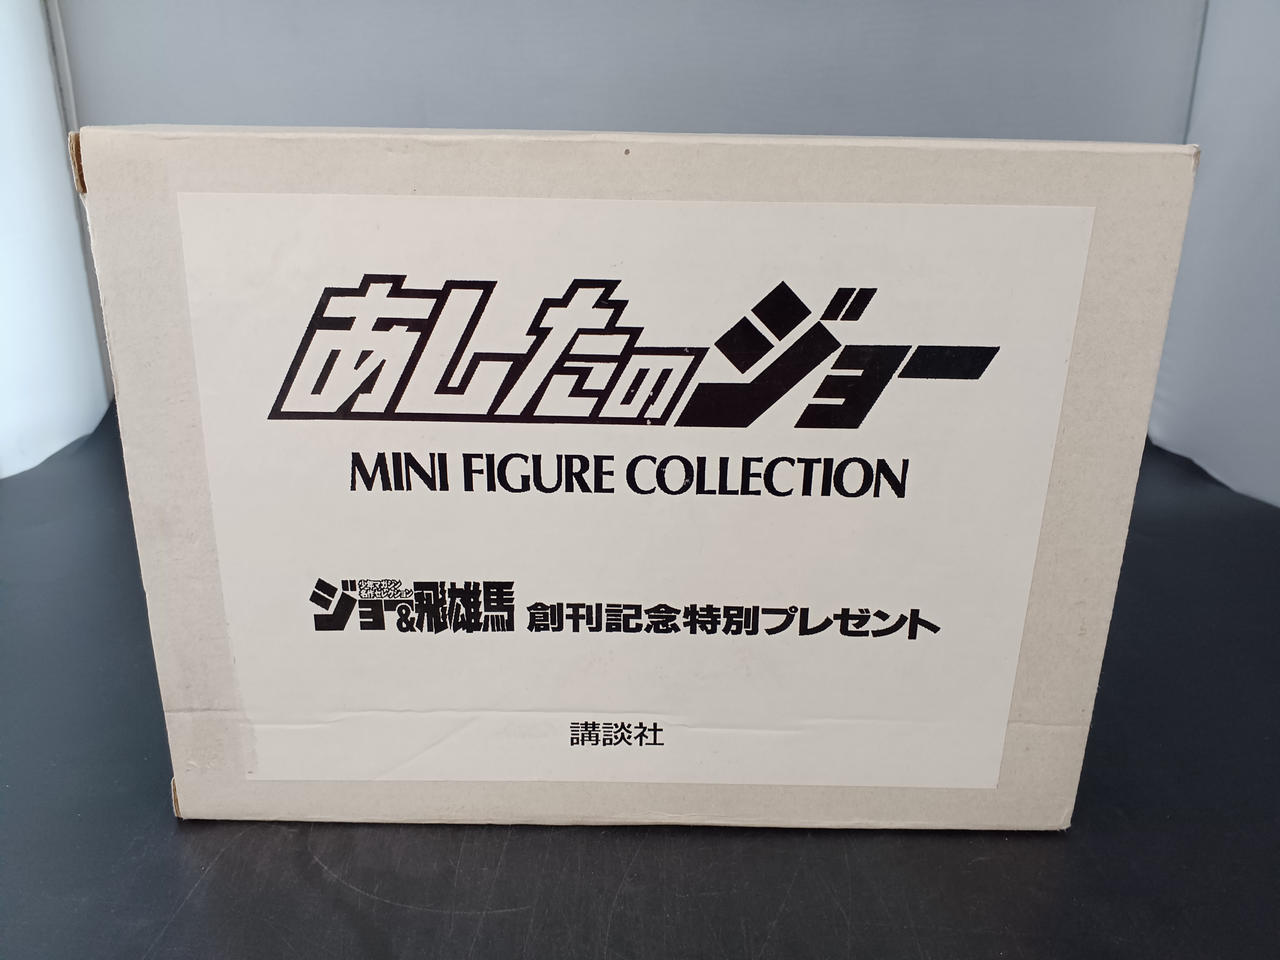 あしたのジョー
MINI FIGURE COLLECTION
少年マガジン
名作セレクション
ジョー&飛雄馬 創刊記念特別プレゼント
講談社